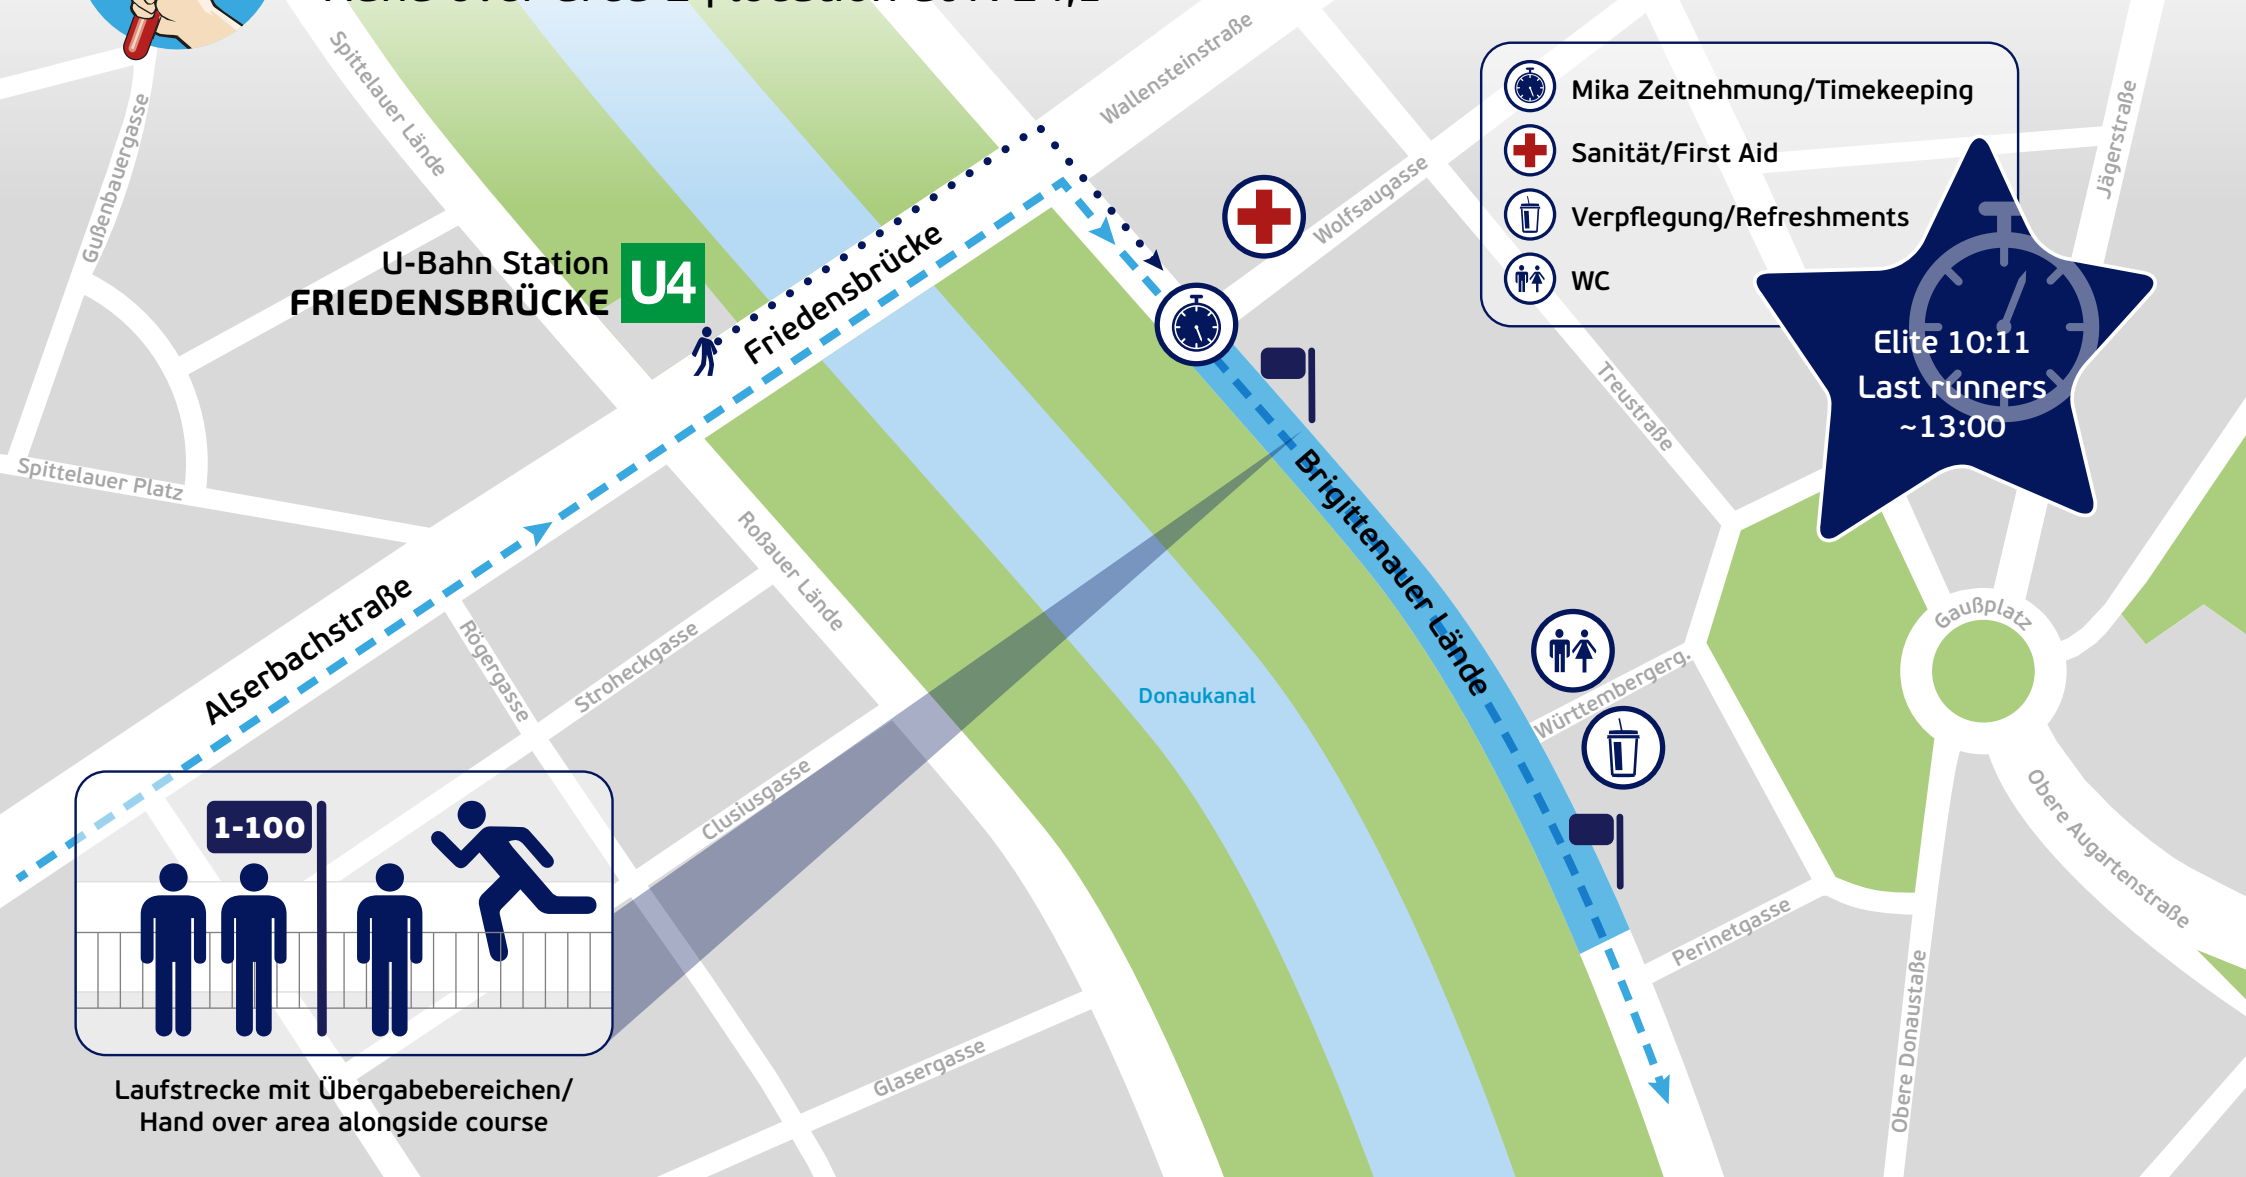 Spittelauer Lände
Wallensteinstraße
Mika Zeitnehmung/Timekeeping
Sanität/First Aid
Verpflegung/Refreshments
WC
Jägerstraße
Gußenbauergasse
Wolfsaugasse
U-Bahn Station
FRIEDENSBRÜCKE
U4
Friedensbrücke
Elite 10:11
Last runners
~13:00
Treustraße
Spittelauer Platz
Brigittenauer Lände
Roßauer Lände
Alserbachstraße
Rögergasse
Stroheckgasse
Gaußplatz
Donaukanal
Württembergerg.
Clusiusgasse
Obere Augartenstraße
1-100
Perinetgasse
Obere Donaustaße
Glasergasse
Laufstrecke mit Übergabebereichen/
Hand over area alongside course